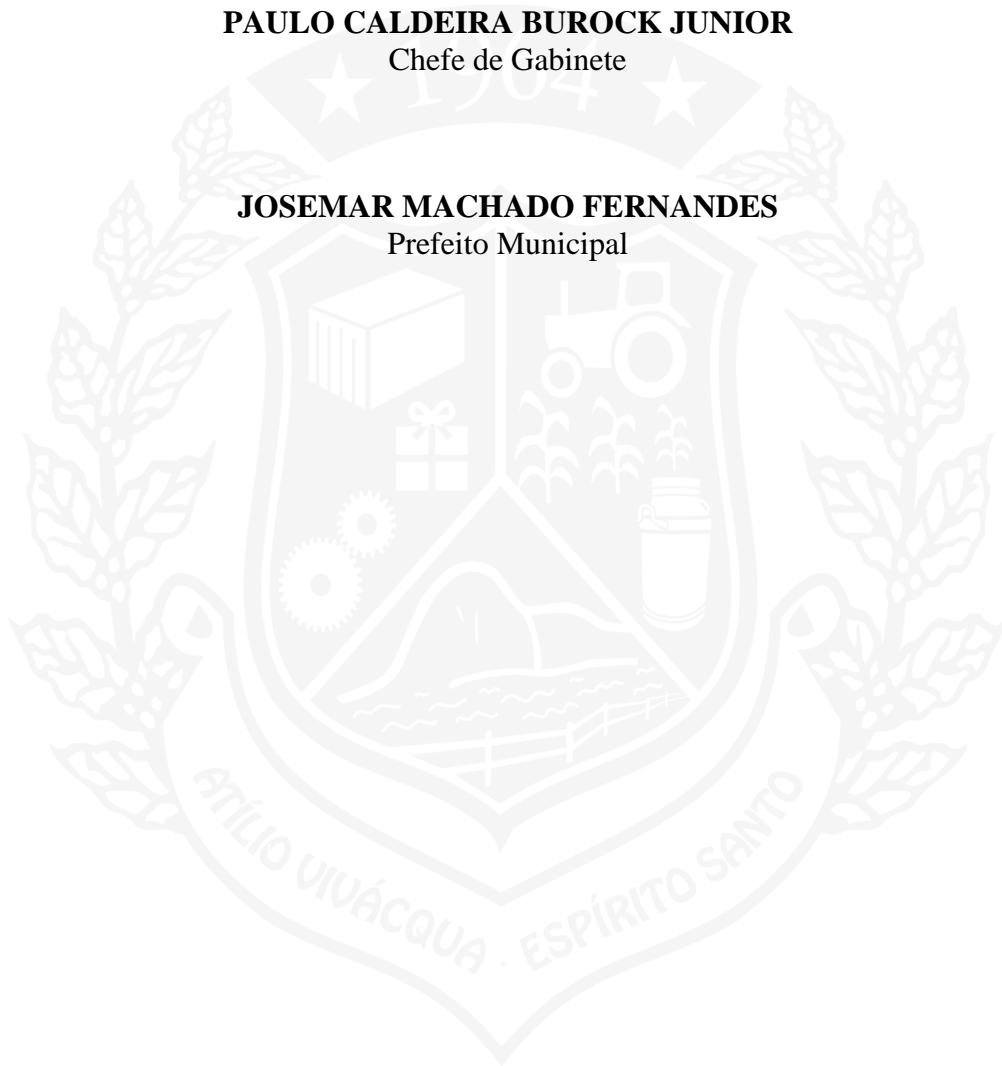 PAULO CALDEIRA BUROCK JUNIOR
Chefe de Gabinete
1964
JOSEMAR MACHADO FERNANDES
Prefeito Municipal
ATÍLIO VIVÁCQUA · ESPÍRITO SANTO